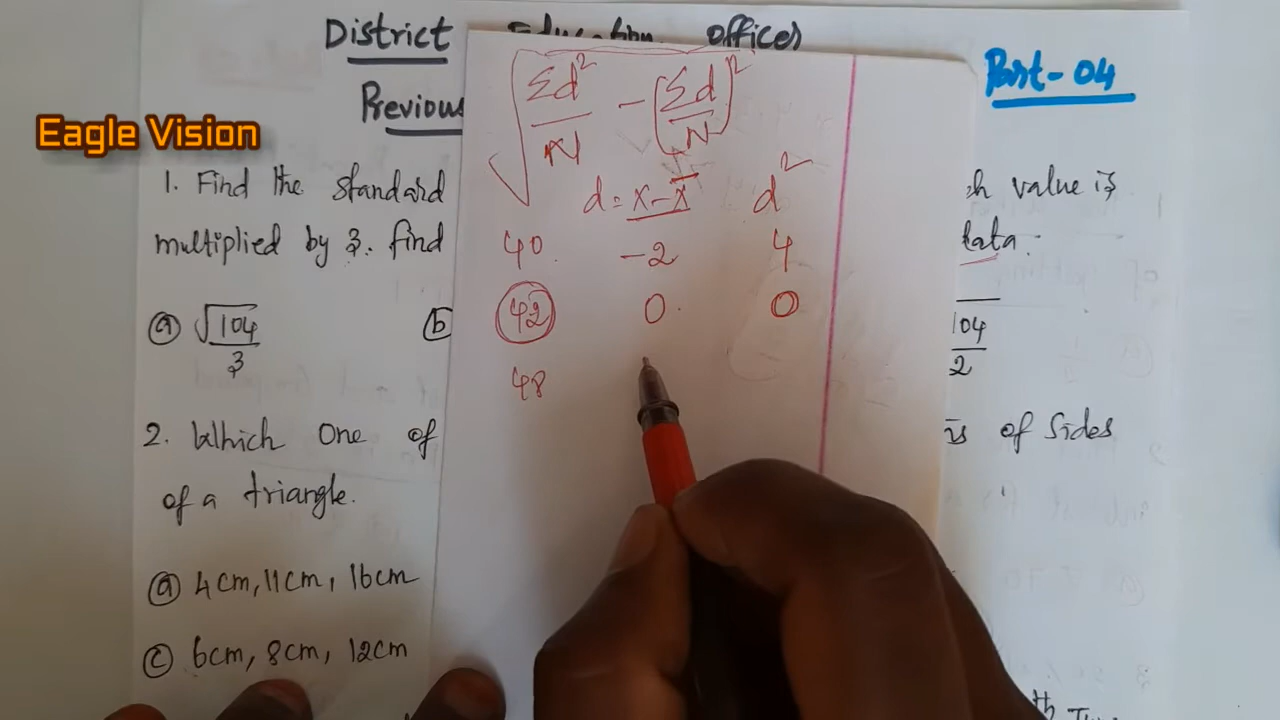 District Education officer
Part-04
Previous
Eagle Vision
1. Find the standard
value is
multiplied by 3. find
data.
ⓐ √104/3
ⓑ
104/2
2. Which One of
of Sides
of a triangle.
ⓐ 4cm, 11cm, 16cm
ⓒ 6cm, 8cm, 12cm
√Σd²/N - (Σd/N)²
d = x - x̄ d²
40. -2 4
42 0. 0
48